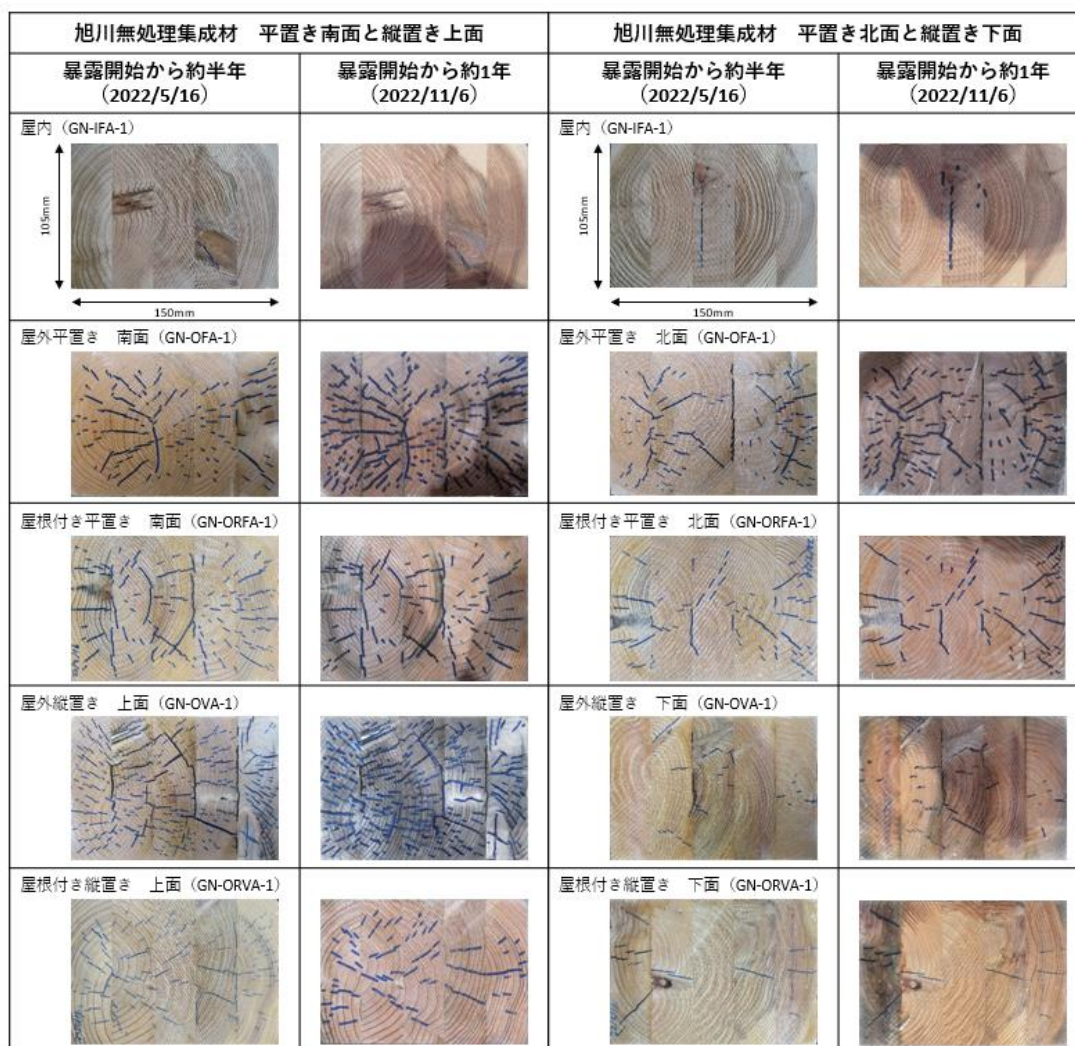 旭川無処理集成材　平置き南面と縦置き上面
旭川無処理集成材　平置き北面と縦置き下面
暴露開始から約半年
（2022/5/16）
暴露開始から約1年
（2022/11/6）
暴露開始から約半年
（2022/5/16）
暴露開始から約1年
（2022/11/6）
屋内（GN-IFA-1）
105mm
150mm
屋内（GN-IFA-1）
105mm
150mm
屋外平置き　南面（GN-OFA-1）
屋外平置き　北面（GN-OFA-1）
屋根付き平置き　南面（GN-ORFA-1）
屋根付き平置き　北面（GN-ORFA-1）
屋外縦置き　上面（GN-OVA-1）
屋外縦置き　下面（GN-OVA-1）
屋根付き縦置き　上面（GN-ORVA-1）
屋根付き縦置き　下面（GN-ORVA-1）